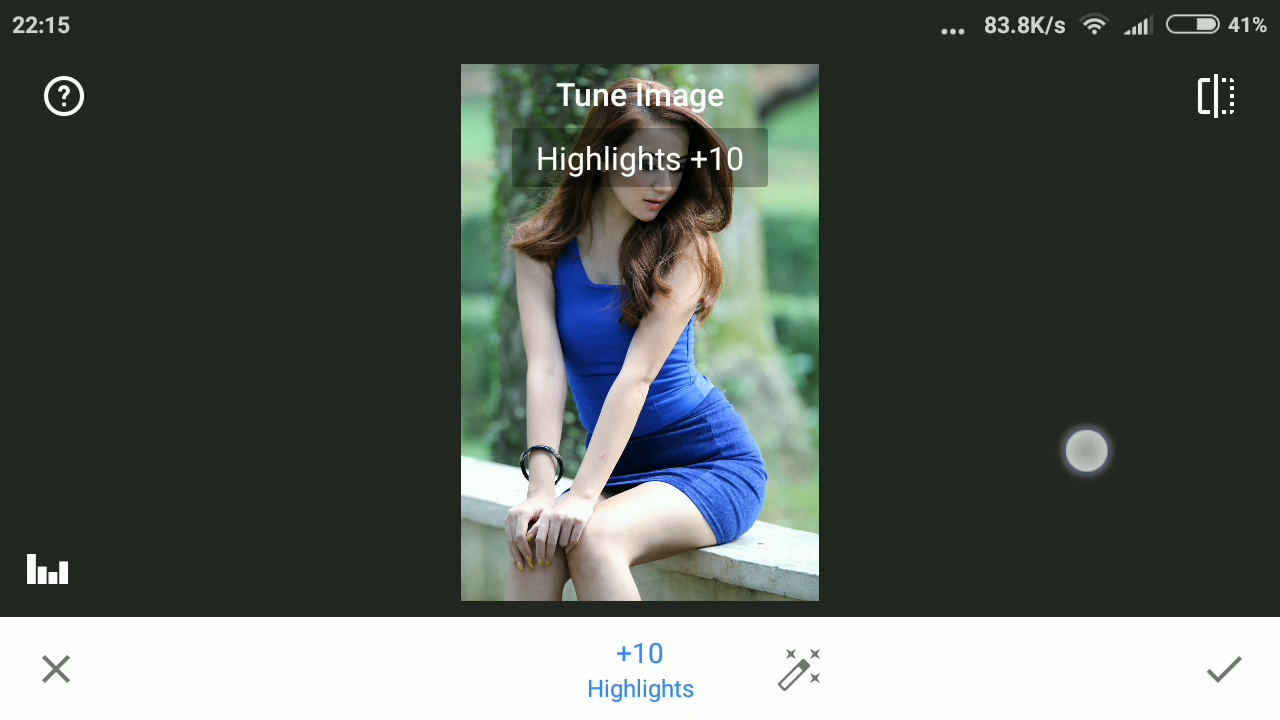 22:15
... 83.8K/s 41%
?
Tune Image
Highlights +10
+10
Highlights